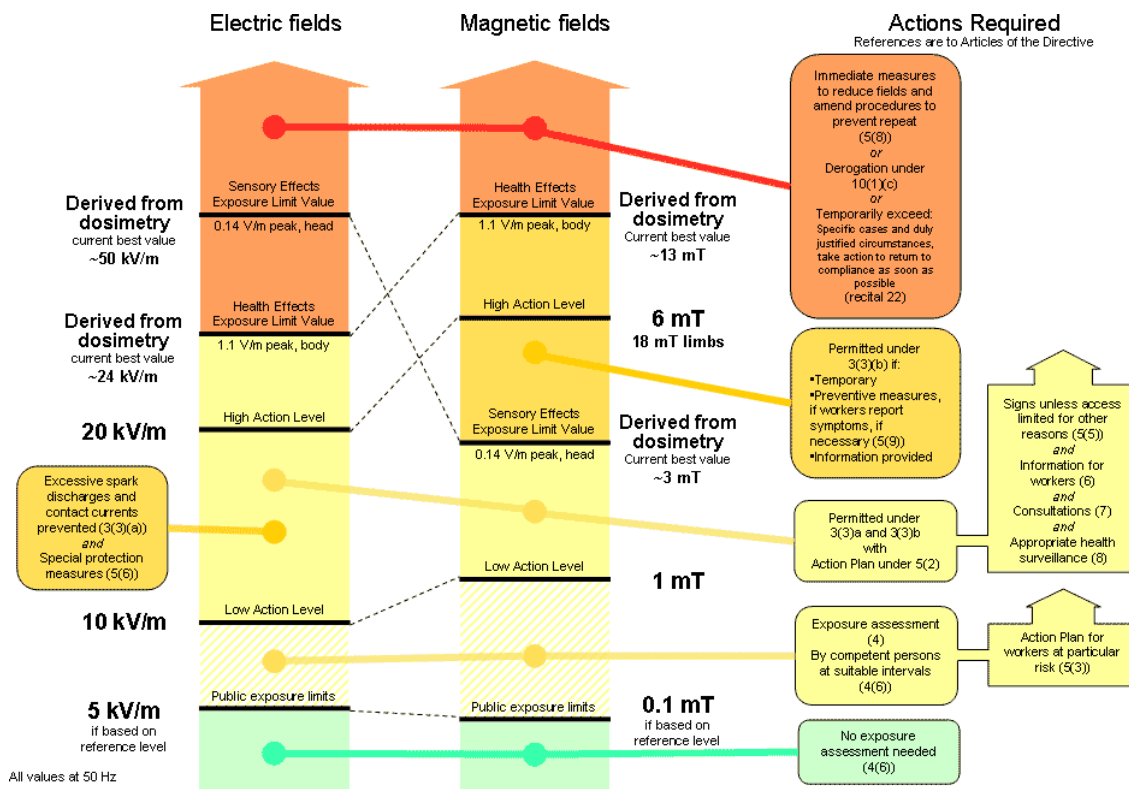 Electric fields
Magnetic fields
Actions Required
References are to Articles of the Directive
Immediate measures
to reduce fields and
amend procedures to
prevent repeat
(5(8))
or
Derogation under
10(1)(c)
or
Temporarily exceed:
Specific cases and duly
justified circumstances,
take action to return to
compliance as soon as
possible
(recital 22)
Derived from
dosimetry
current best value
~50 kV/m
Sensory Effects
Exposure Limit Value
0.14 V/m peak, head
Health Effects
Exposure Limit Value
1.1 V/m peak, body
Derived from
dosimetry
Current best value
~13 mT
Derived from
dosimetry
current best value
~24 kV/m
Health Effects
Exposure Limit Value
1.1 V/m peak, body
High Action Level
6 mT
18 mT limbs
Permitted under
3(3)(b) if:
•Temporary
•Preventive measures,
if workers report
symptoms, if
necessary (5(9))
•Information provided
20 kV/m
High Action Level
Sensory Effects
Exposure Limit Value
0.14 V/m peak, head
Derived from
dosimetry
Current best value
~3 mT
Signs unless access
limited for other
reasons (5(5))
and
Information for
workers (6)
and
Consultations (7)
and
Appropriate health
surveillance (8)
Excessive spark
discharges and
contact currents
prevented (3(3)(a))
and
Special protection
measures (5(6))
Permitted under
3(3)a and 3(3)b
with
Action Plan under 5(2)
Low Action Level
1 mT
10 kV/m
Low Action Level
Exposure assessment
(4)
By competent persons
at suitable intervals
(4(6))
Action Plan for
workers at particular
risk (5(3))
5 kV/m
if based on
reference level
Public exposure limits
Public exposure limits
0.1 mT
if based on
reference level
No exposure
assessment needed
(4(6))
All values at 50 Hz